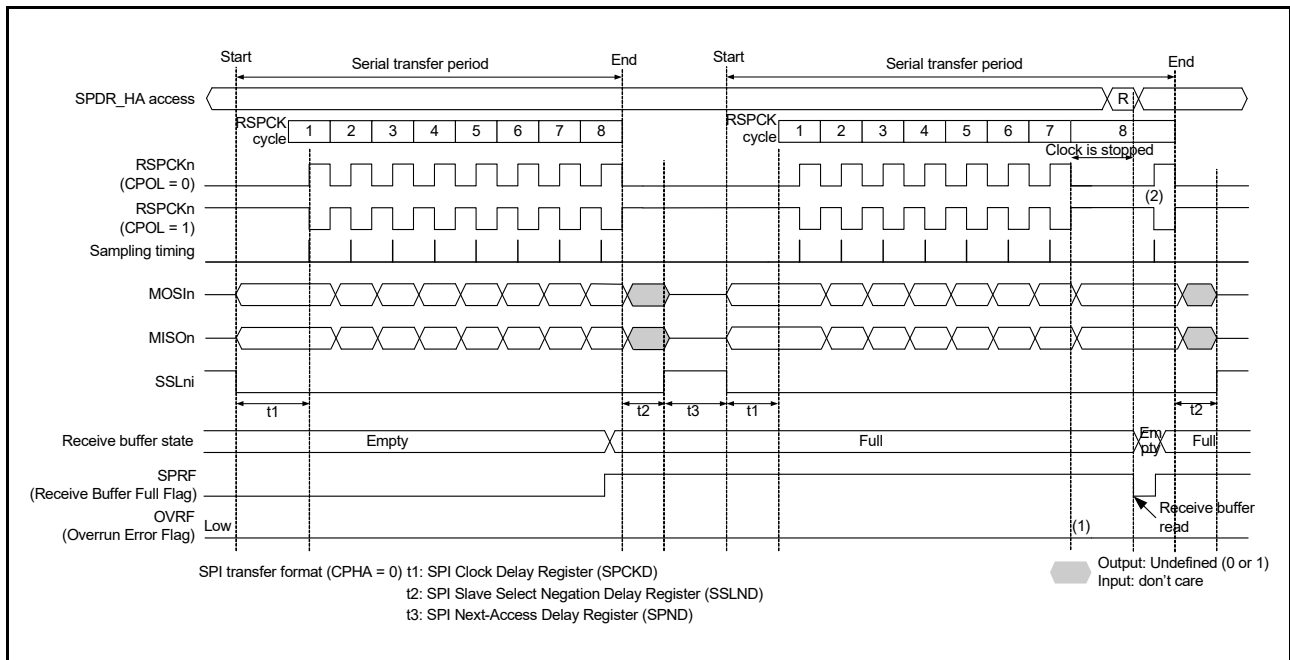 Start
Serial transfer period
End
Start
Serial transfer period
End
SPDR_HA access
R
RSPCK
cycle
1 2 3 4 5 6 7 8
RSPCK
cycle
1 2 3 4 5 6 7 8
Clock is stopped
RSPCKn
(CPOL = 0)
(2)
RSPCKn
(CPOL = 1)
Sampling timing
MOSIn
MISOn
SSLni
t1
t2
t3
t1
t2
Receive buffer state
Empty
Full
Em
pty
Full
SPRF
(Receive Buffer Full Flag)
Receive buffer
read
OVRF
(Overrun Error Flag)
Low
(1)
SPI transfer format (CPHA = 0) t1: SPI Clock Delay Register (SPCKD)
t2: SPI Slave Select Negation Delay Register (SSLND)
t3: SPI Next-Access Delay Register (SPND)
Output: Undefined (0 or 1)
Input: don't care